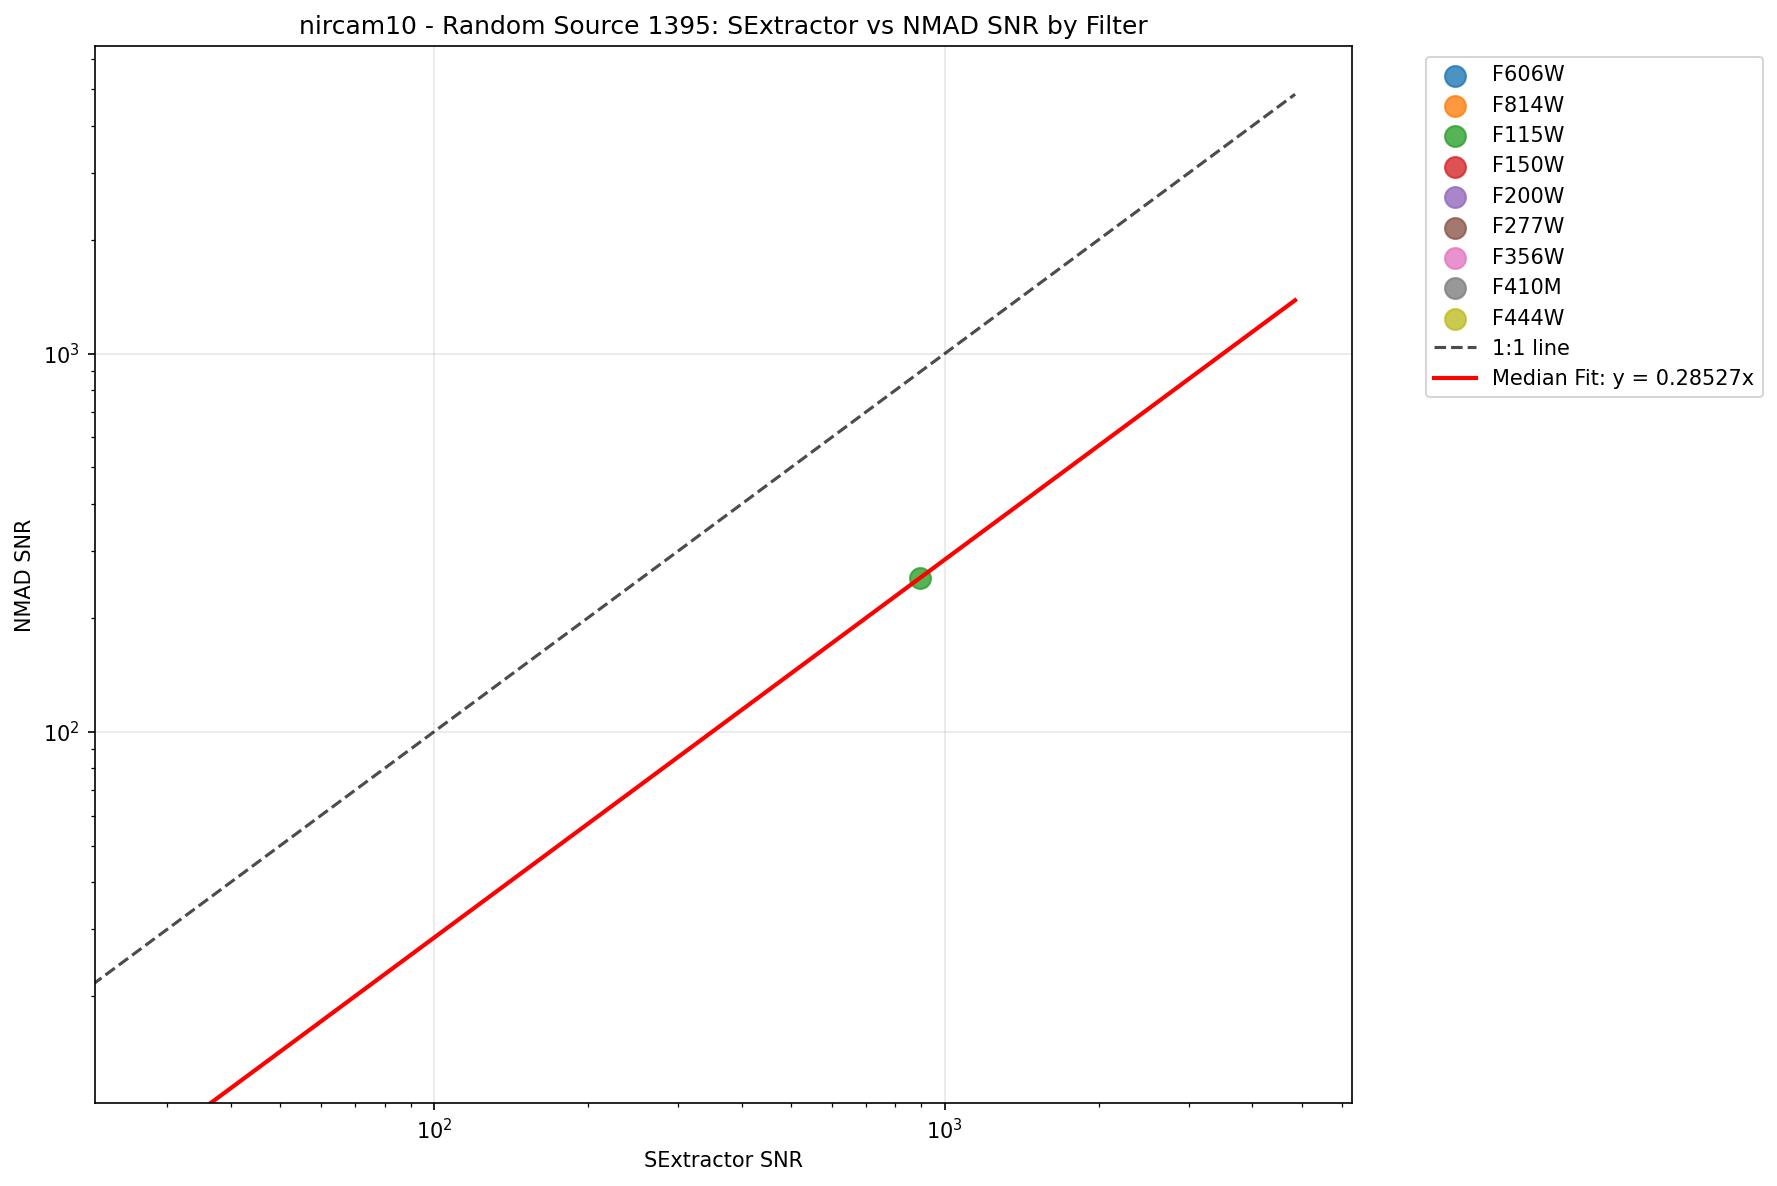 nircam10 - Random Source 1395: SExtractor vs NMAD SNR by Filter
F606W
F814W
F115W
F150W
F200W
F277W
F356W
F410M
F444W
1:1 line
Median Fit: y = 0.28527x
NMAD SNR
10³
10²
10²
10³
SExtractor SNR